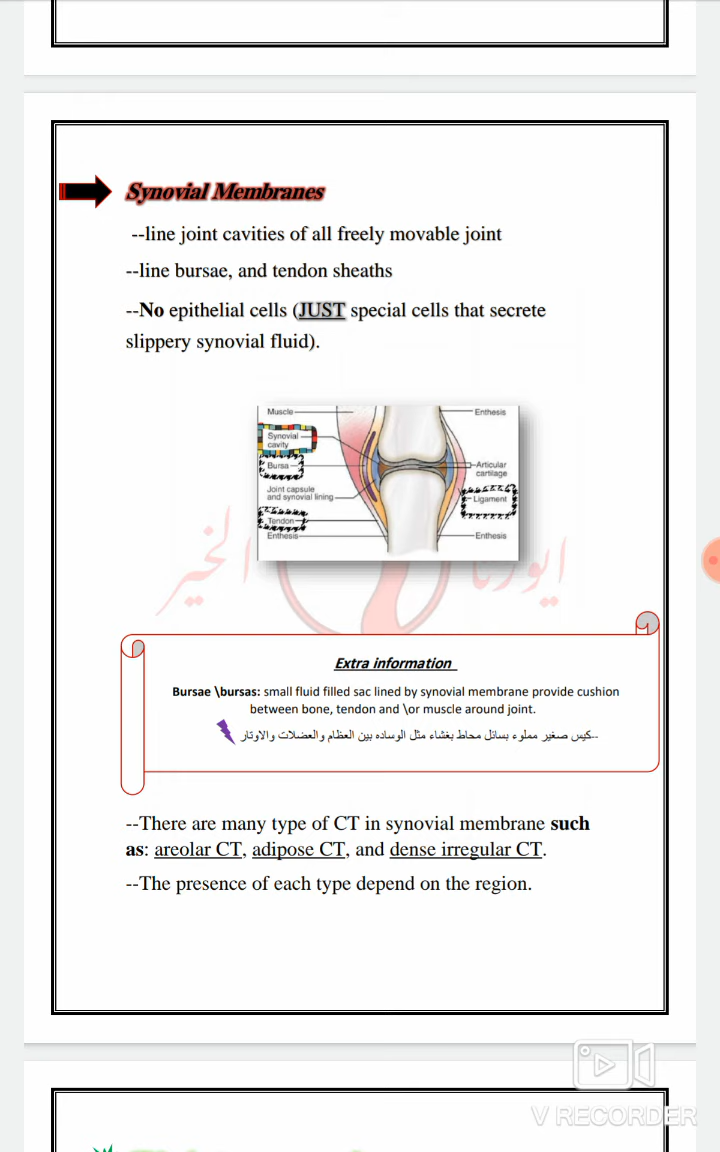 Synovial Membranes
--line joint cavities of all freely movable joint
--line bursae, and tendon sheaths
--No epithelial cells (JUST special cells that secrete
slippery synovial fluid).
Muscle
Enthesis
Synovial
cavity
Bursa
Articular
cartilage
Joint capsule
and synovial lining
Ligament
Tendon
Enthesis
Enthesis
ايورثا الخير
Extra information
Bursae \bursas: small fluid filled sac lined by synovial membrane provide cushion
between bone, tendon and \or muscle around joint.
--كيس صغير مملوء بسائل محاط بغشاء مثل الوساده بين العظام والعضلات والاوتار
--There are many type of CT in synovial membrane such
as: areolar CT, adipose CT, and dense irregular CT.
--The presence of each type depend on the region.
V RECORDER